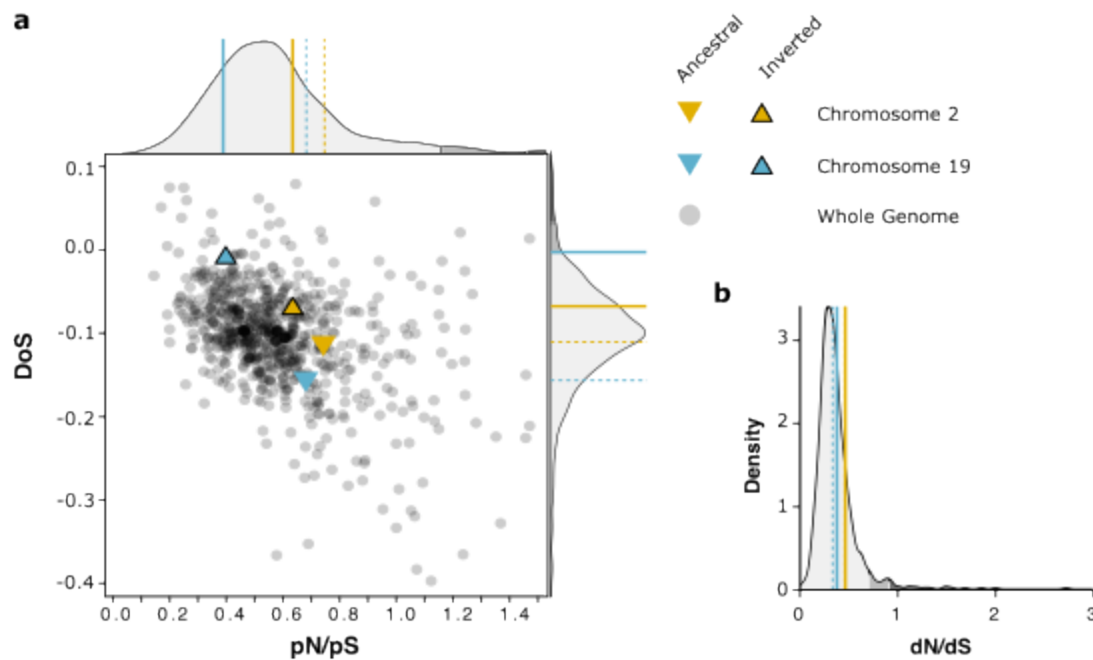 a
Ancestral
Inverted
Chromosome 2
Chromosome 19
Whole Genome
0.1
0.0
-0.1
-0.2
-0.3
-0.4
DoS
0.0 0.2 0.4 0.6 0.8 1.0 1.2 1.4
pN/pS
b
3
2
1
0
Density
0 1 2 3
dN/dS